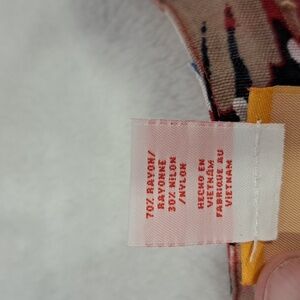 70% RAYON/
RAYONNE
30% NILON
/NYLON
HECHO EN
VIETNAM
FABRIQUE AU
VIETNAM